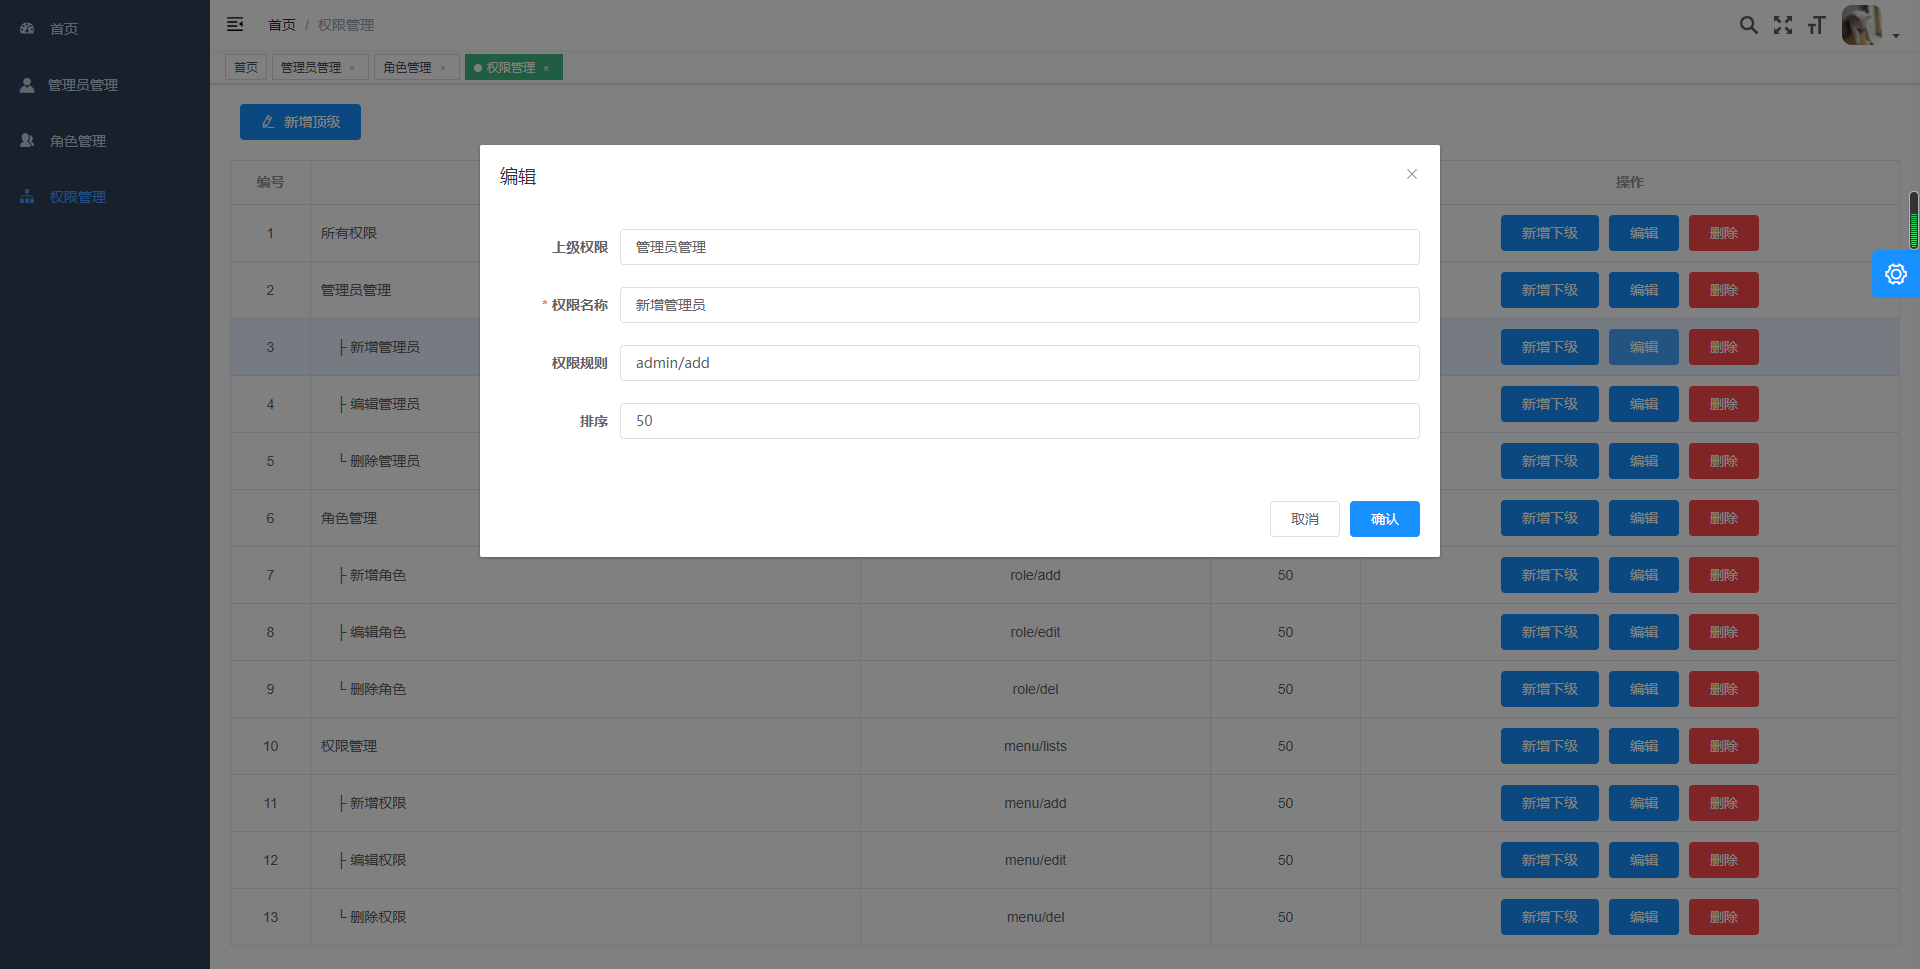 首页
管理员管理
角色管理
权限管理
首页 / 权限管理
首页 管理员管理 × 角色管理 × 权限管理 ×
新增顶级
编号 操作
1 所有权限 新增下级 编辑 删除
2 管理员管理 新增下级 编辑 删除
3 ├ 新增管理员 新增下级 编辑 删除
4 ├ 编辑管理员 新增下级 编辑 删除
5 └ 删除管理员 新增下级 编辑 删除
6 角色管理 新增下级 编辑 删除
7 ├ 新增角色 role/add 50 新增下级 编辑 删除
8 ├ 编辑角色 role/edit 50 新增下级 编辑 删除
9 └ 删除角色 role/del 50 新增下级 编辑 删除
10 权限管理 menu/lists 50 新增下级 编辑 删除
11 ├ 新增权限 menu/add 50 新增下级 编辑 删除
12 ├ 编辑权限 menu/edit 50 新增下级 编辑 删除
13 └ 删除权限 menu/del 50 新增下级 编辑 删除
编辑
上级权限 管理员管理
* 权限名称 新增管理员
权限规则 admin/add
排序 50
取消 确认